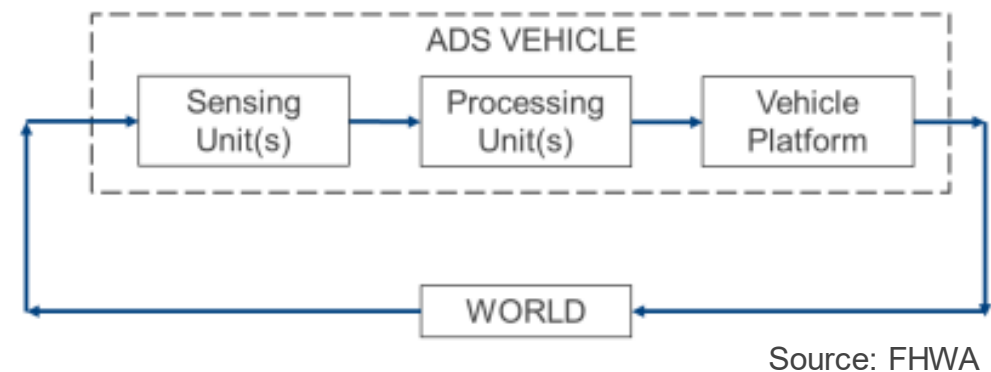 ADS VEHICLE
Sensing
Unit(s)
Processing
Unit(s)
Vehicle
Platform
WORLD
Source: FHWA